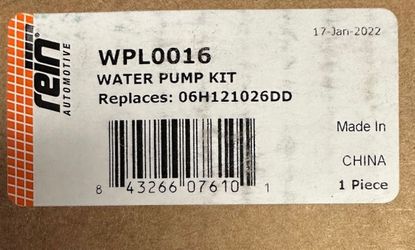 rein®
AUTOMOTIVE
17-Jan-2022
WPL0016
WATER PUMP KIT
Replaces: 06H121026DD
Made In
CHINA
1 Piece
8 43266 07610 1